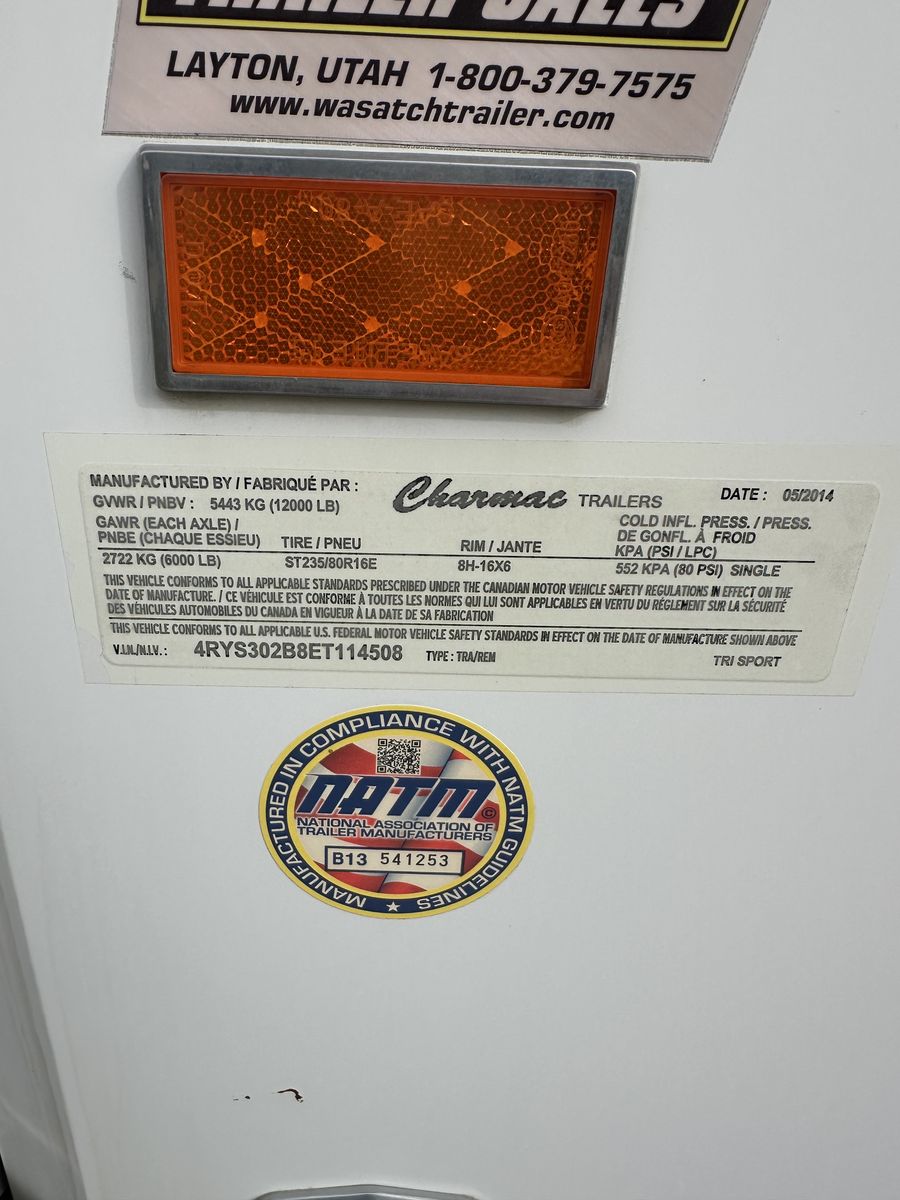 TRAILER SALES
LAYTON, UTAH 1-800-379-7575
www.wasatchtrailer.com
MANUFACTURED BY / FABRIQUÉ PAR : Charmac TRAILERS DATE : 05/2014
GVWR / PNBV : 5443 KG (12000 LB)
GAWR (EACH AXLE) /
PNBE (CHAQUE ESSIEU) TIRE / PNEU RIM / JANTE
COLD INFL. PRESS. / PRESS.
DE GONFL. À FROID
KPA (PSI / LPC)
2722 KG (6000 LB) ST235/80R16E 8H-16X6 552 KPA (80 PSI) SINGLE
THIS VEHICLE CONFORMS TO ALL APPLICABLE STANDARDS PRESCRIBED UNDER THE CANADIAN MOTOR VEHICLE SAFETY REGULATIONS IN EFFECT ON THE
DATE OF MANUFACTURE. / CE VÉHICULE EST CONFORME À TOUTES LES NORMES QUI LUI SONT APPLICABLES EN VERTU DU RÉGLEMENT SUR LA SÉCURITÉ
DES VÉHICULES AUTOMOBILES DU CANADA EN VIGUEUR À LA DATE DE SA FABRICATION
THIS VEHICLE CONFORMS TO ALL APPLICABLE U.S. FEDERAL MOTOR VEHICLE SAFETY STANDARDS IN EFFECT ON THE DATE OF MANUFACTURE SHOWN ABOVE
V.I.N./N.I.V. : 4RYS302B8ET114508 TYPE : TRA/REM TRI SPORT
MANUFACTURED IN COMPLIANCE WITH NATM GUIDELINES
NATM ©
NATIONAL ASSOCIATION OF
TRAILER MANUFACTURERS
B13 541253